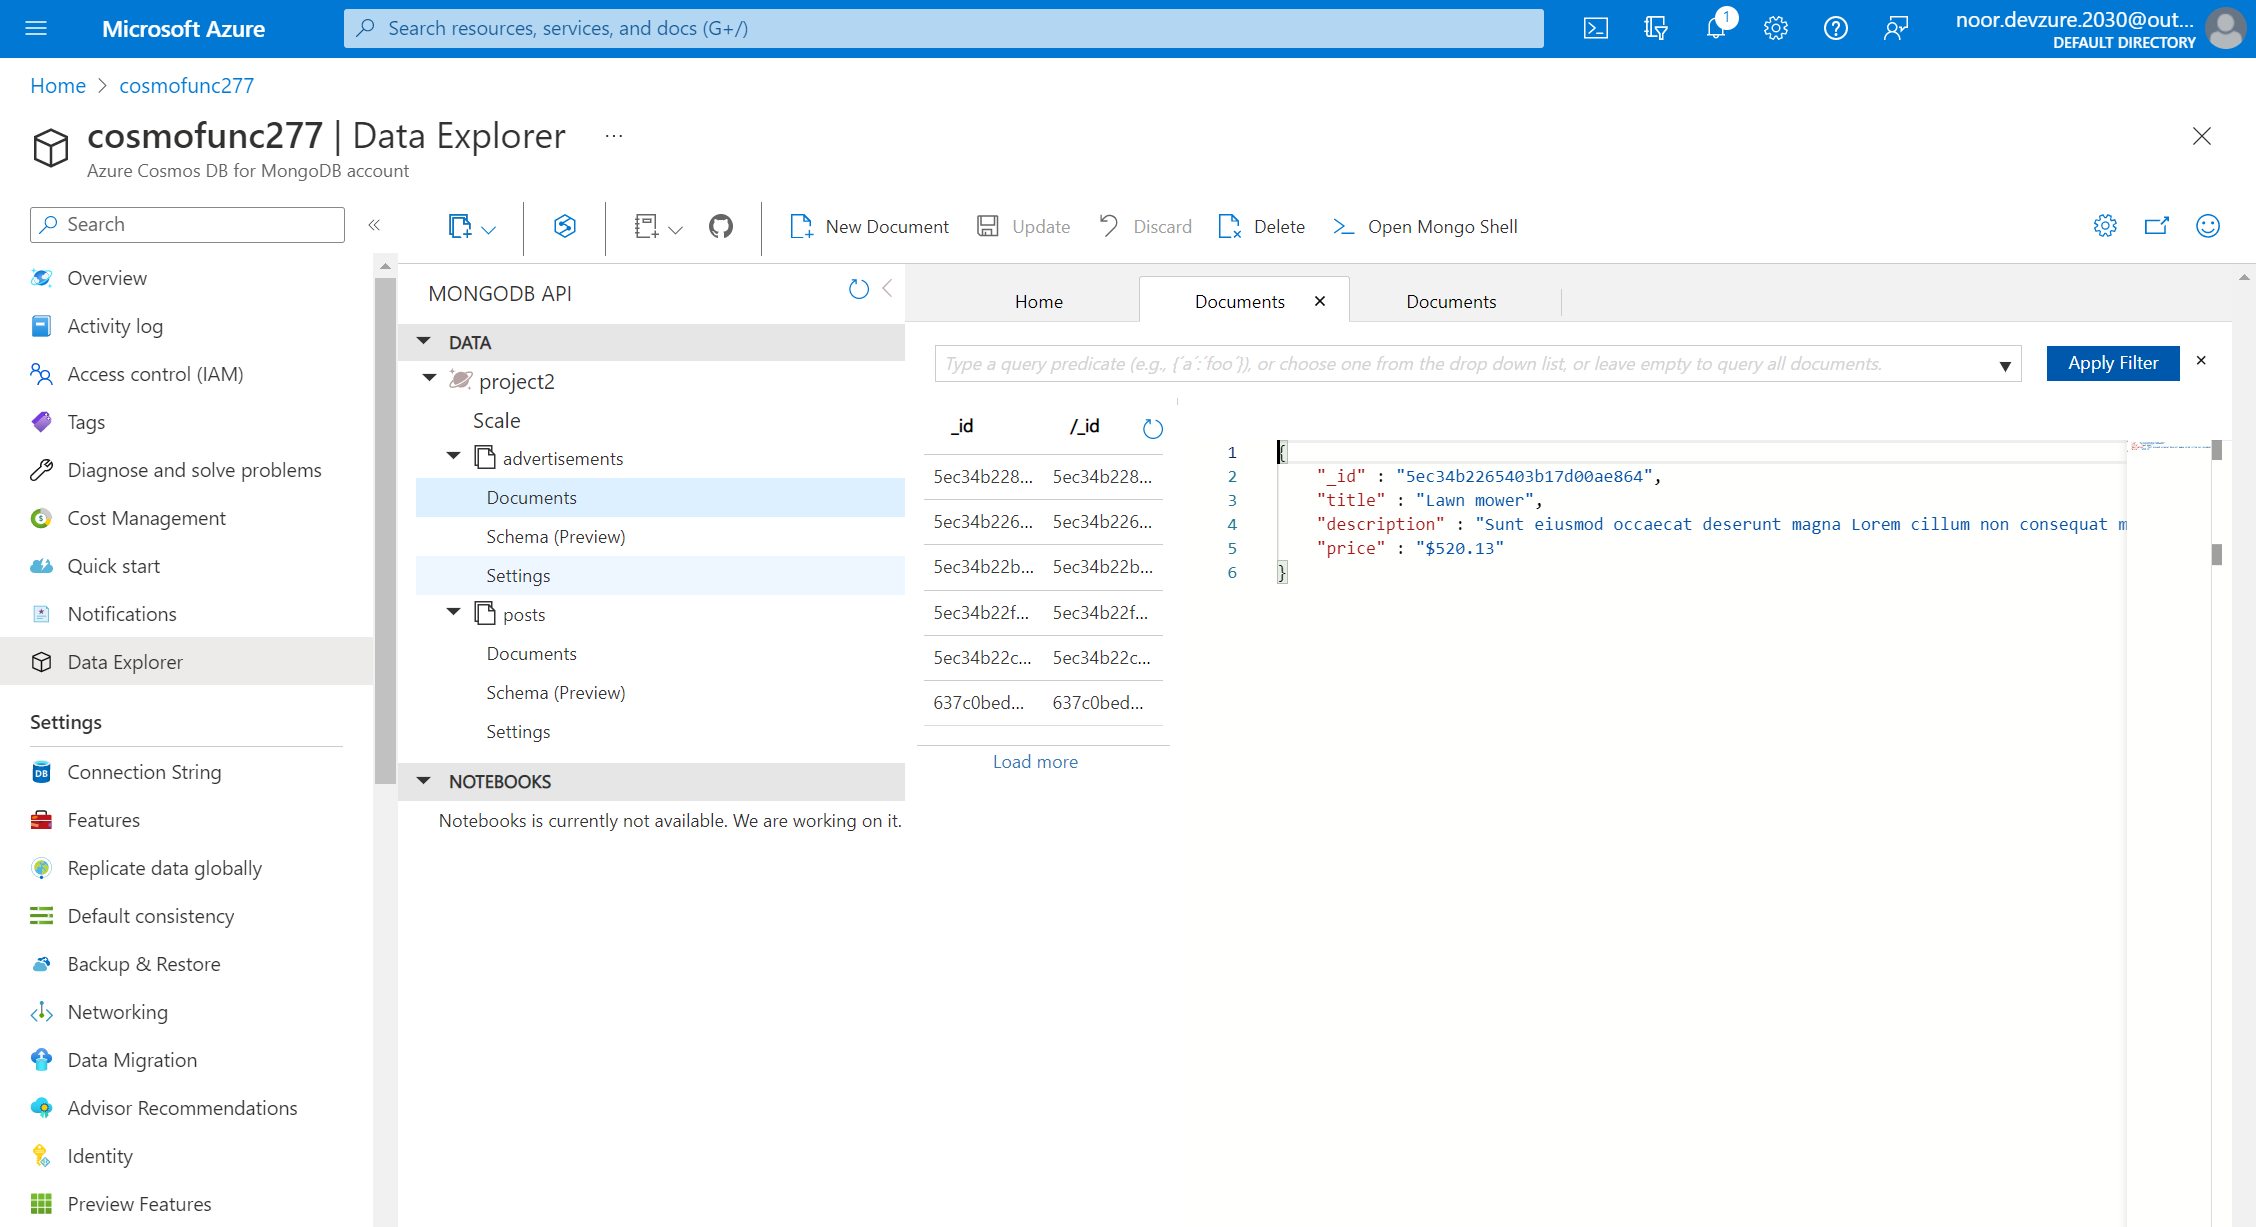 Microsoft Azure
Search resources, services, and docs (G+/)
1
noor.devzure.2030@out...
DEFAULT DIRECTORY
Home > cosmofunc277
cosmofunc277 | Data Explorer ...
Azure Cosmos DB for MongoDB account
Search
«
New Document
Update
Discard
Delete
Open Mongo Shell
Overview
Activity log
Access control (IAM)
Tags
Diagnose and solve problems
Cost Management
Quick start
Notifications
Data Explorer
Settings
Connection String
Features
Replicate data globally
Default consistency
Backup & Restore
Networking
Data Migration
Advisor Recommendations
Identity
Preview Features
MONGODB API
DATA
project2
Scale
advertisements
Documents
Schema (Preview)
Settings
posts
Documents
Schema (Preview)
Settings
NOTEBOOKS
Notebooks is currently not available. We are working on it.
Home
Documents
Documents
Type a query predicate (e.g., {´a´:´foo´}), or choose one from the drop down list, or leave empty to query all documents.
Apply Filter
_id /_id
5ec34b228... 5ec34b228...
5ec34b226... 5ec34b226...
5ec34b22b... 5ec34b22b...
5ec34b22f... 5ec34b22f...
5ec34b22c... 5ec34b22c...
637c0bed... 637c0bed...
Load more
1 {
2 "_id" : "5ec34b2265403b17d00ae864",
3 "title" : "Lawn mower",
4 "description" : "Sunt eiusmod occaecat deserunt magna Lorem cillum non consequat m
5 "price" : "$520.13"
6 }